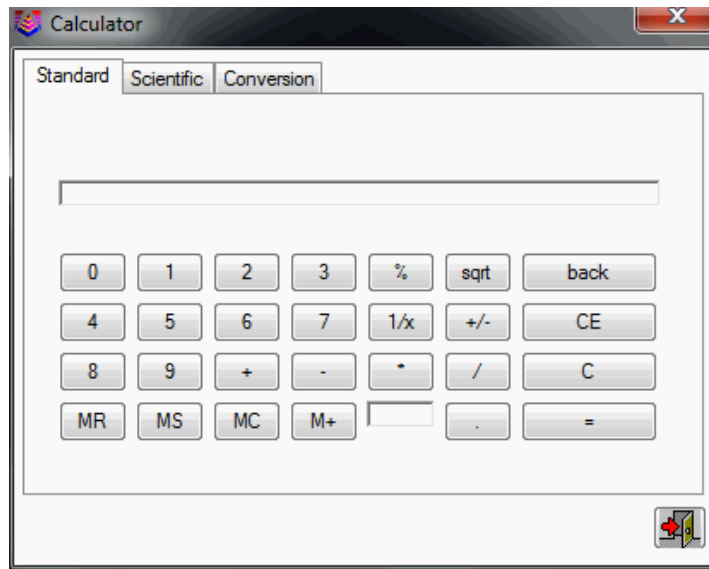 Calculator
X
Standard Scientific Conversion
0 1 2 3 % sqrt back
4 5 6 7 1/x +/- CE
8 9 + - * / C
MR MS MC M+ . =